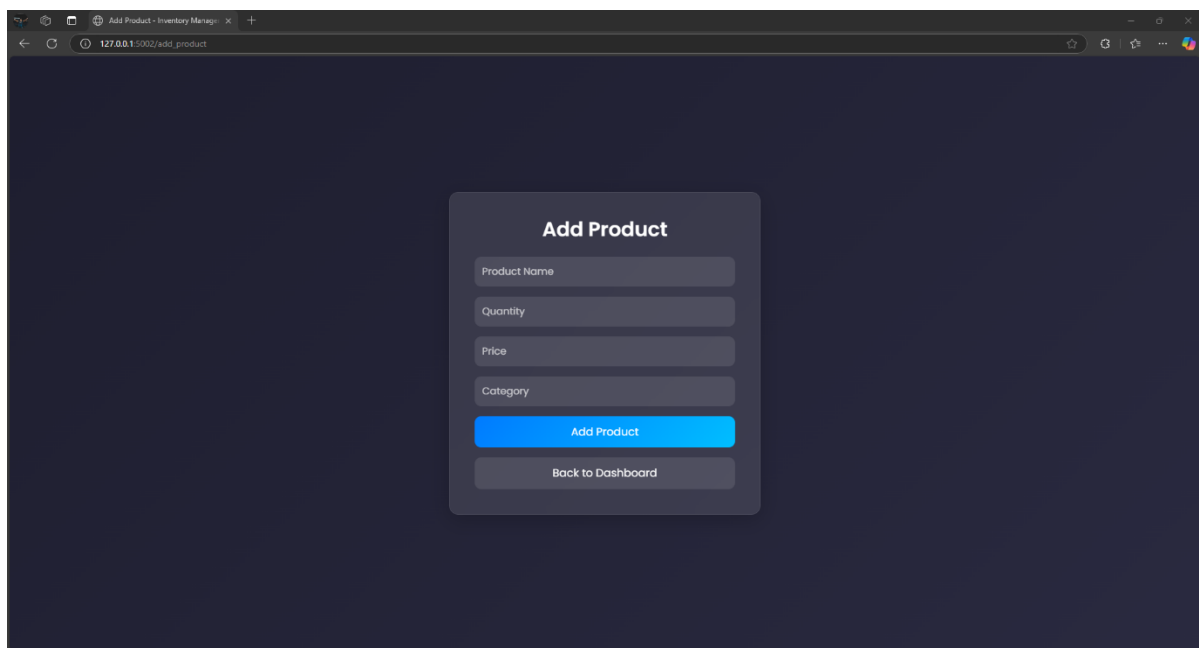 Add Product - Inventory Manage
127.0.0.1:5002/add_product
Add Product
Product Name
Quantity
Price
Category
Add Product
Back to Dashboard